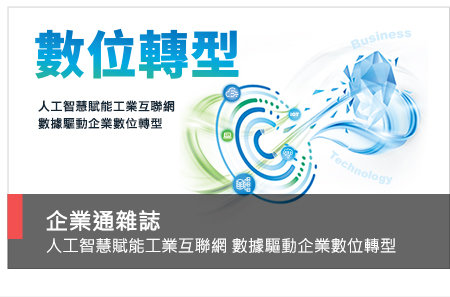 數位轉型
Business
人工智慧賦能工業互聯網
數據驅動企業數位轉型
Technology
企業通雜誌
人工智慧賦能工業互聯網 數據驅動企業數位轉型